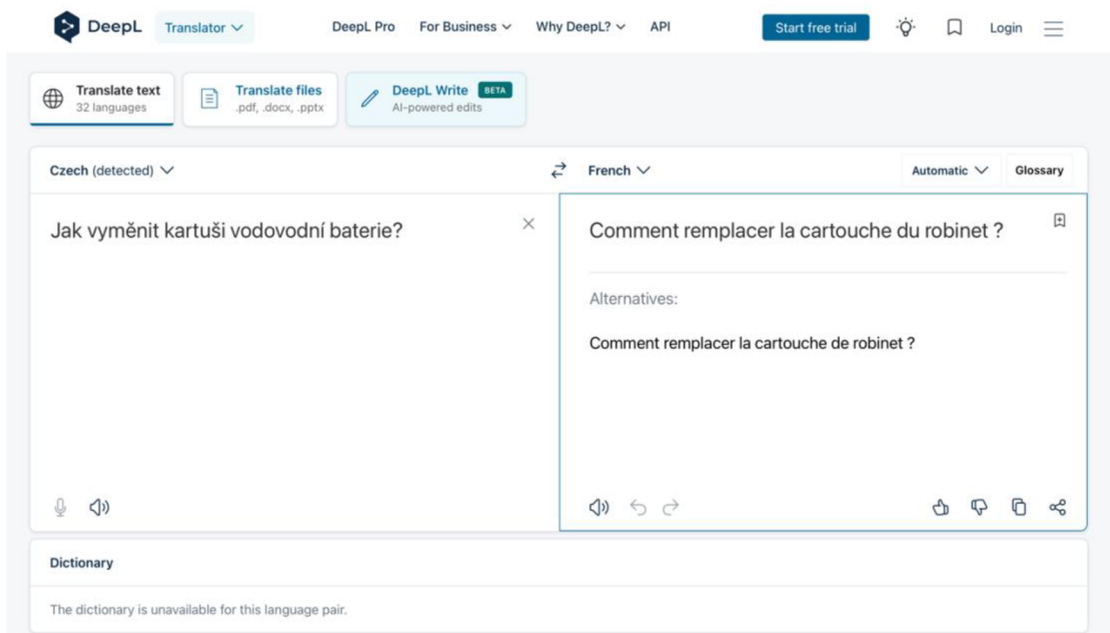 DeepL Translator DeepL Pro For Business Why DeepL? API Start free trial Login
Translate text Translate files DeepL Write BETA
32 languages .pdf, .docx, .pptx AI-powered edits
Czech (detected) French Automatic Glossary
Jak vyměnit kartuši vodovodní baterie? Comment remplacer la cartouche du robinet ?
Alternatives:
Comment remplacer la cartouche de robinet ?
Dictionary
The dictionary is unavailable for this language pair.